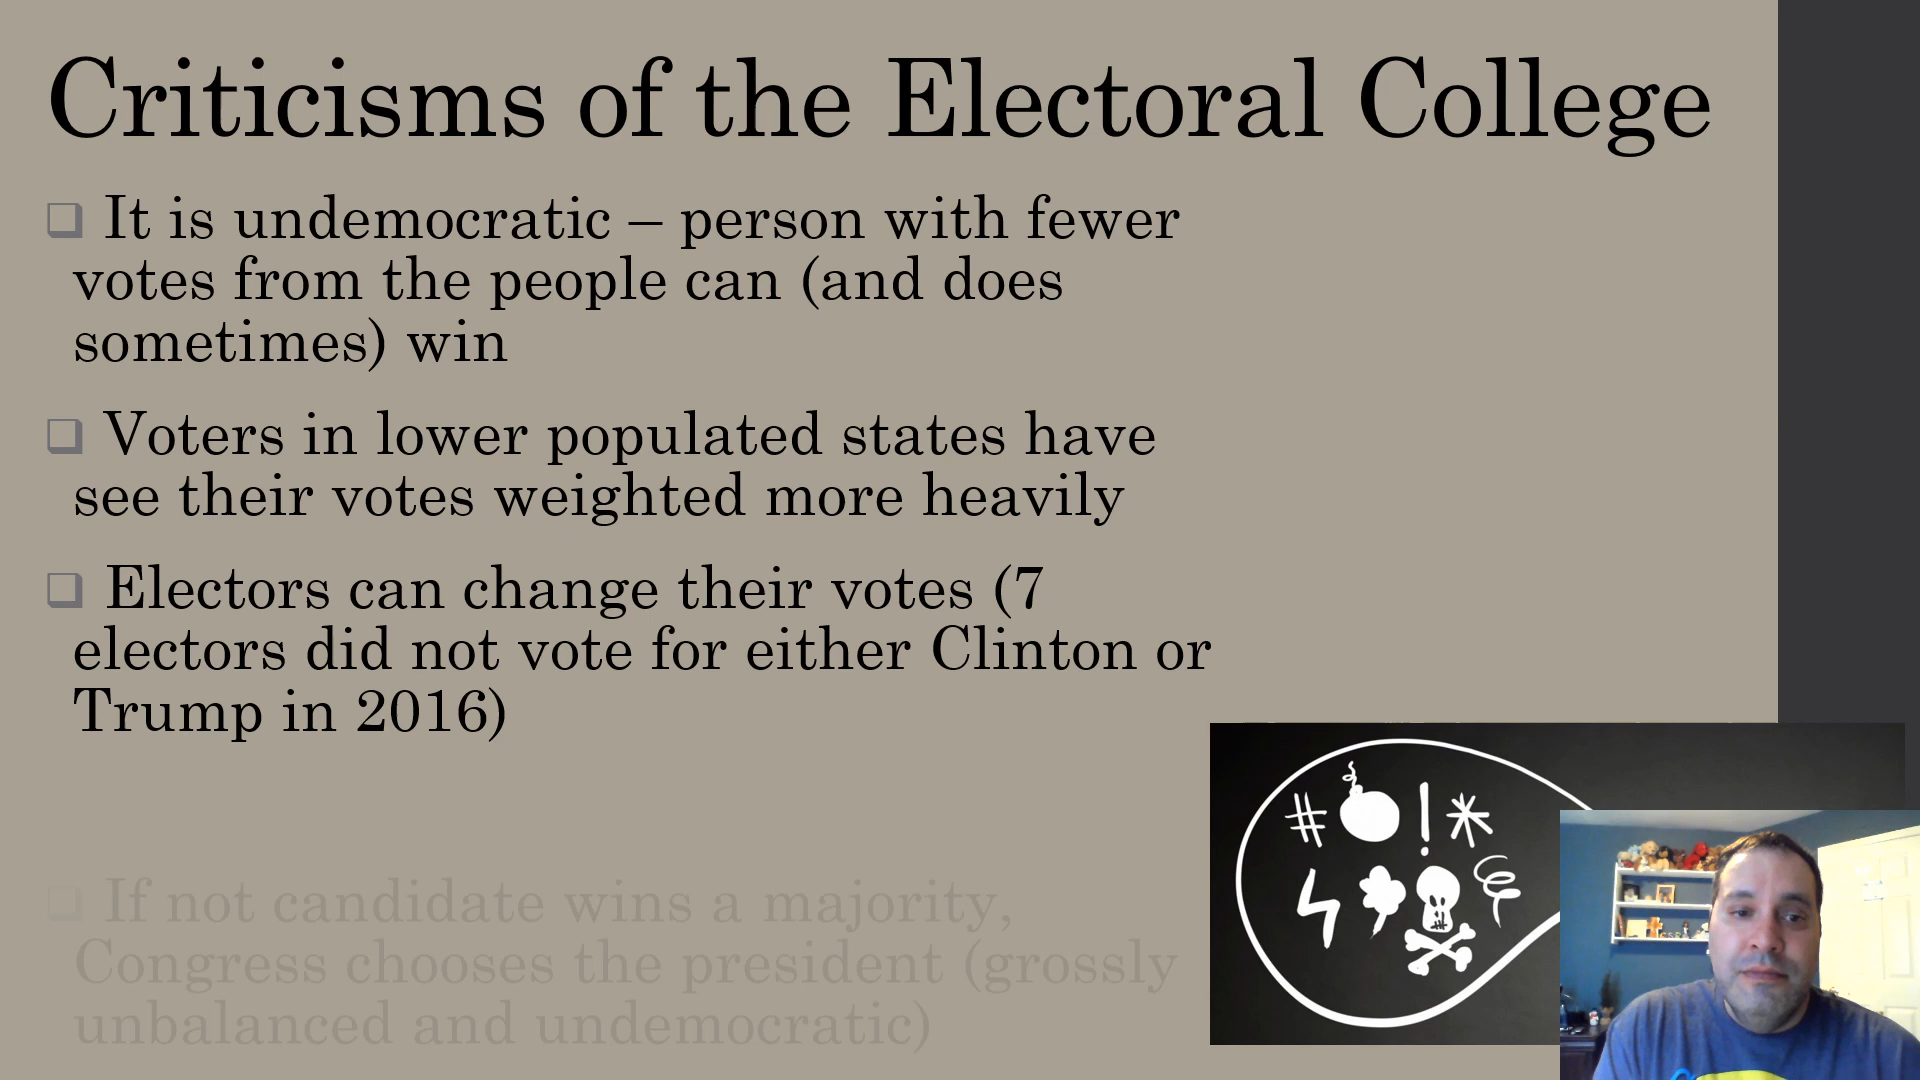 Criticisms of the Electoral College
It is undemocratic – person with fewer
votes from the people can (and does
sometimes) win
Voters in lower populated states have
see their votes weighted more heavily
Electors can change their votes (7
electors did not vote for either Clinton or
Trump in 2016)
If not candidate wins a majority,
Congress chooses the president (grossly
unbalanced and undemocratic)
#!*